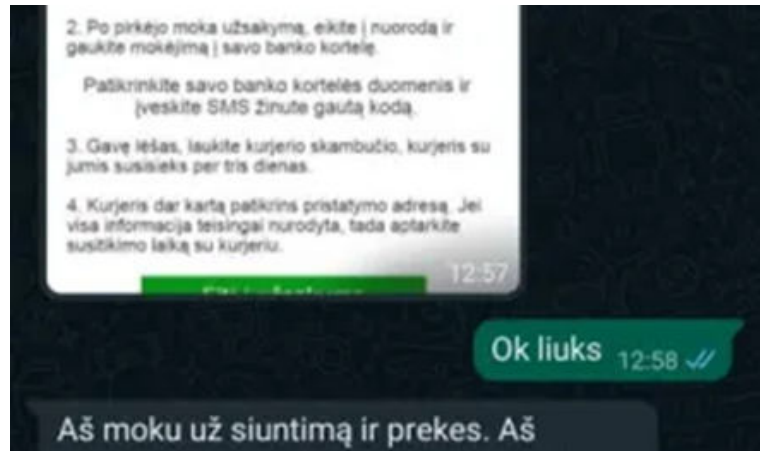 2. Po pirkėjo moka užsakymą, eikite į nuorodą ir
gaukite mokėjimą į savo banko kortelę.
Patikrinkite savo banko kortelės duomenis ir
įveskite SMS žinute gautą kodą.
3. Gavę lėšas, laukite kurjerio skambučio, kurjeris su
jumis susisieks per tris dienas.
4. Kurjeris dar kartą patikrins pristatymo adresą. Jei
visa informacija teisingai nurodyta, tada aptarkite
susitikimo laiką su kurjeriu.
12:57
Ok liuks 12:58
Aš moku už siuntimą ir prekes. Aš